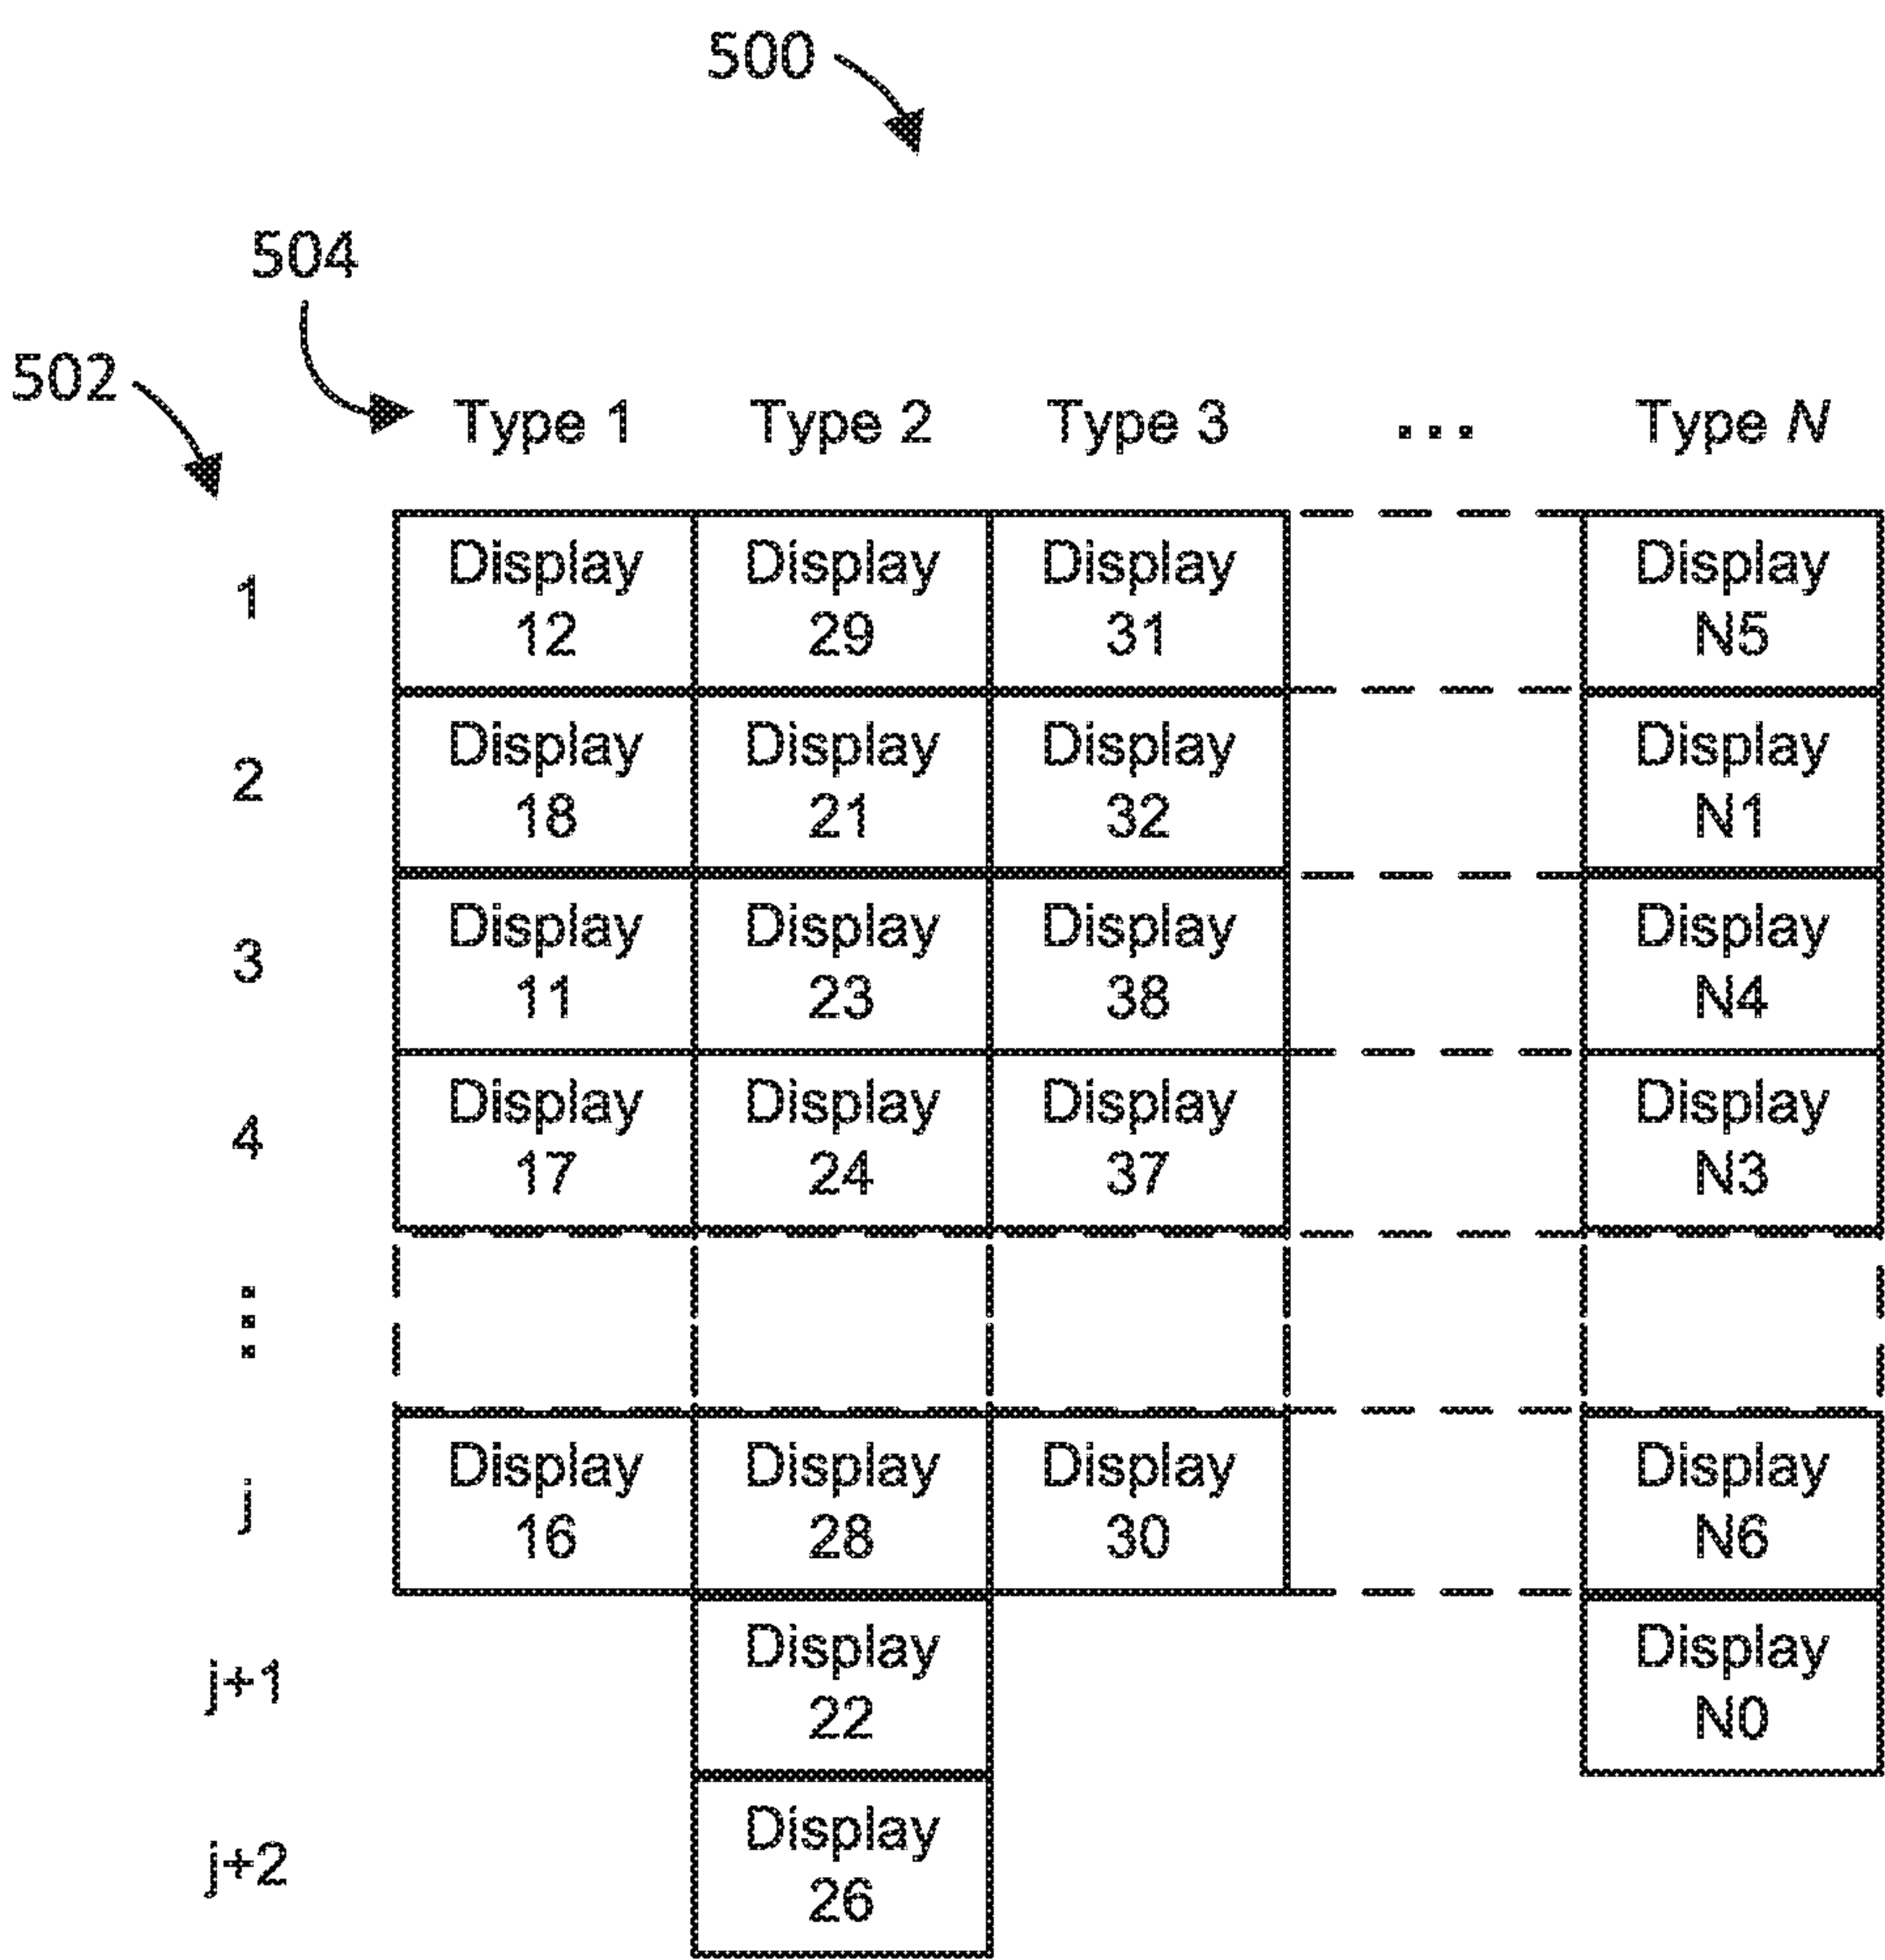 500
504
502
Type 1 Type 2 Type 3 ... Type N
1 Display Display Display Display
12 29 31 N5
2 Display Display Display Display
18 21 32 N1
3 Display Display Display Display
11 23 38 N4
4 Display Display Display Display
17 24 37 N3
⋮
j Display Display Display Display
16 28 30 N6
j+1 Display Display
22 N0
j+2 Display
26